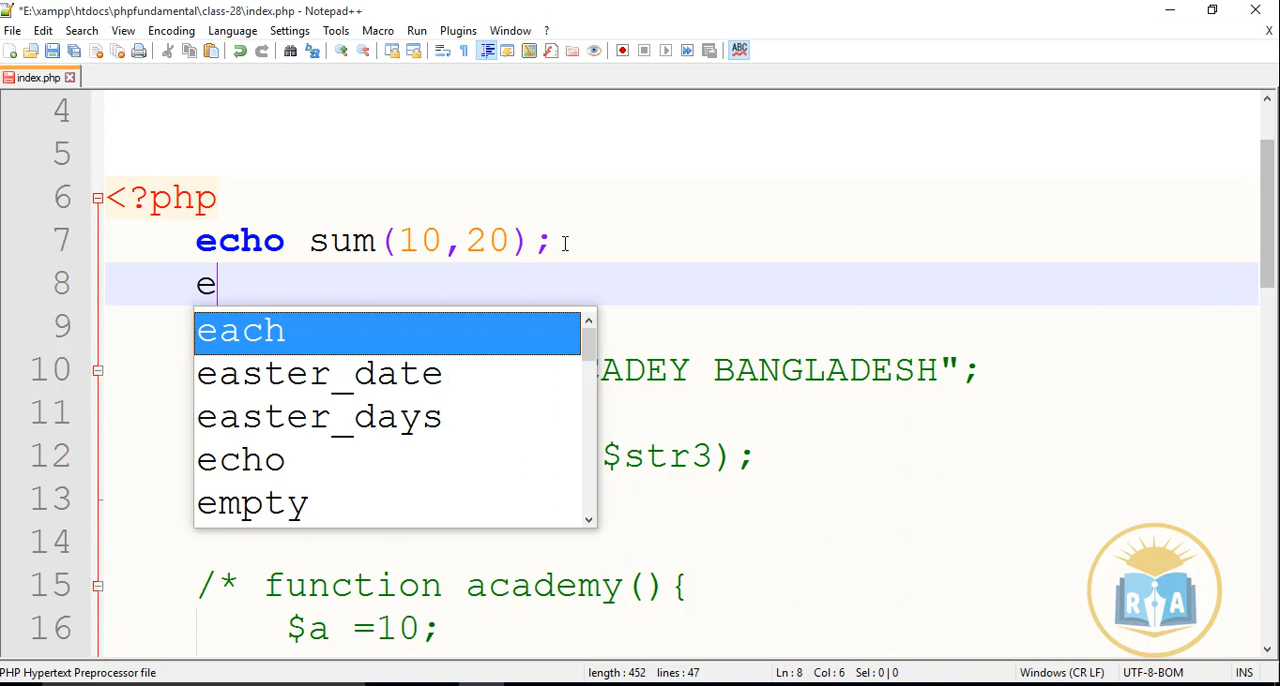 *E:\xampp\htdocs\phpfundamental\class-28\index.php - Notepad++
File Edit Search View Encoding Language Settings Tools Macro Run Plugins Window ? X
ABC
index.php
4
5
6 <?php
7 echo sum(10,20);
8 e
9 each
easter_date
10 CADEY BANGLADESH";
11 easter_days
12 echo $str3);
13 empty
14
15 /* function academy(){
16 $a =10;
R A
PHP Hypertext Preprocessor file length : 452 lines : 47 Ln : 8 Col : 6 Sel : 0 | 0 Windows (CR LF) UTF-8-BOM INS